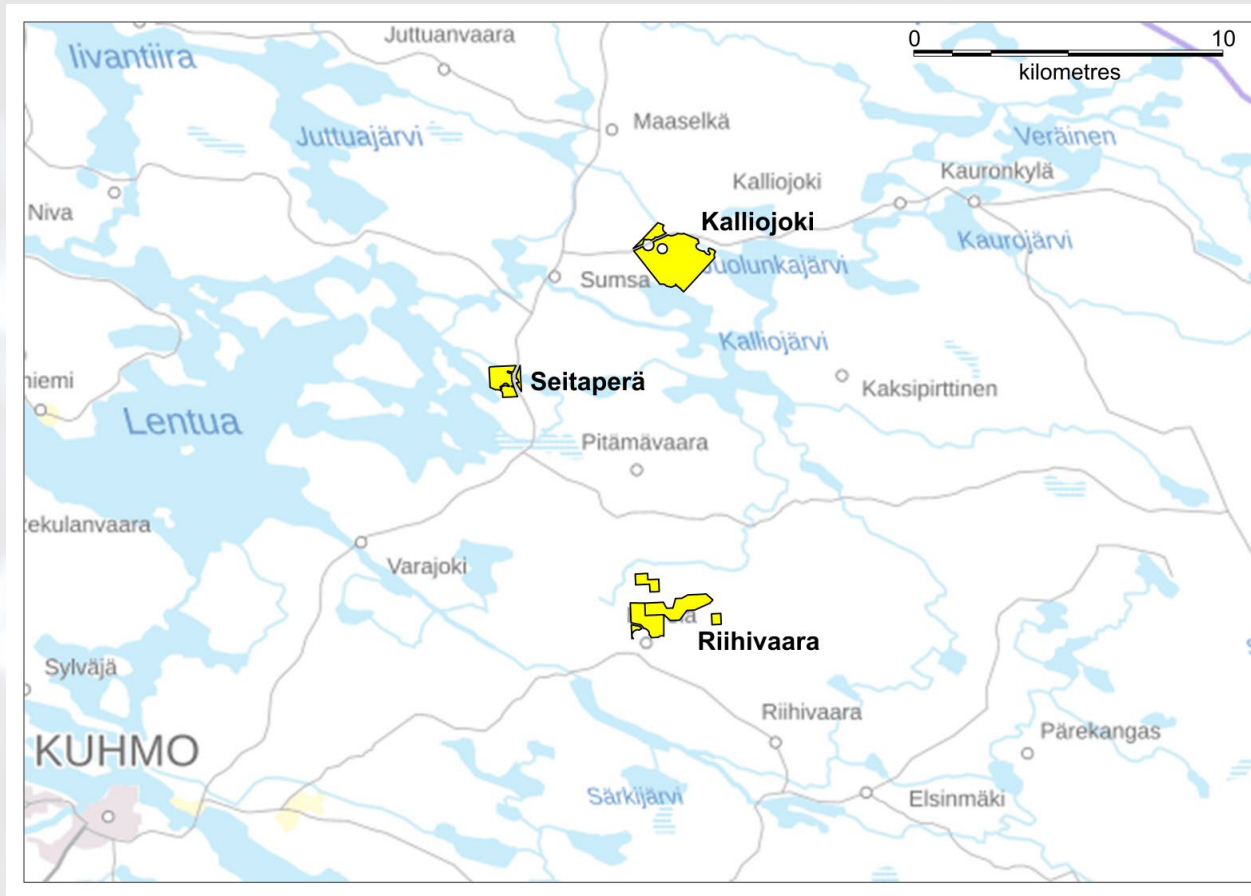 0 10
kilometres
Iivantiira
Juttuanvaara
Juttuajärvi
Maaselkä
Veräinen
Kalliojoki
Kauronkylä
Niva
Kalliojoki
Kaurojärvi
Sumsa
Juolunkajärvi
Kalliojärvi
niemi
Seitaperä
Kaksipirttinen
Lentua
Pitämävaara
ekulanvaara
Varajoki
Riihivaara
Sylväjä
Riihivaara
Pärekangas
KUHMO
Särkijärvi
Elsinmäki